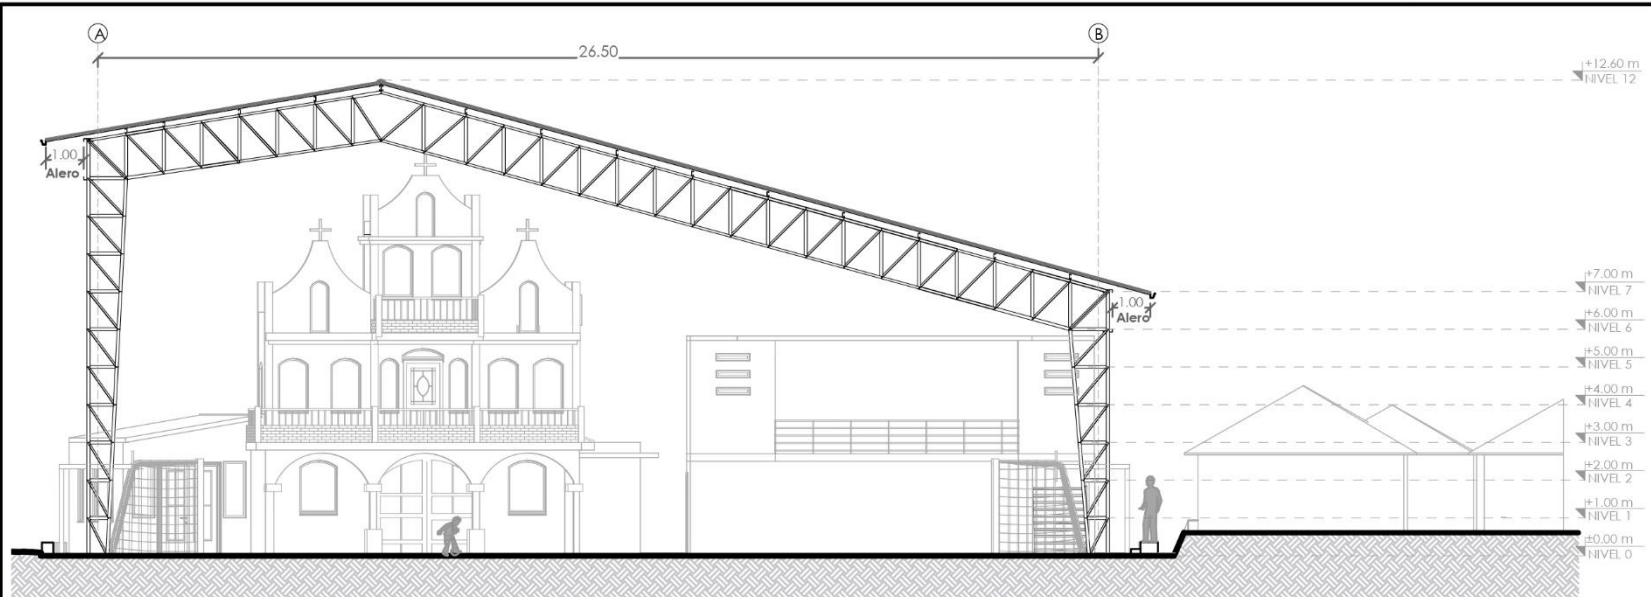 A
B
26.50
+12.60 m
NIVEL 12
1.00
Alero
+7.00 m
NIVEL 7
1.00
Alero
+6.00 m
NIVEL 6
+5.00 m
NIVEL 5
+4.00 m
NIVEL 4
+3.00 m
NIVEL 3
+2.00 m
NIVEL 2
+1.00 m
NIVEL 1
±0.00 m
NIVEL 0